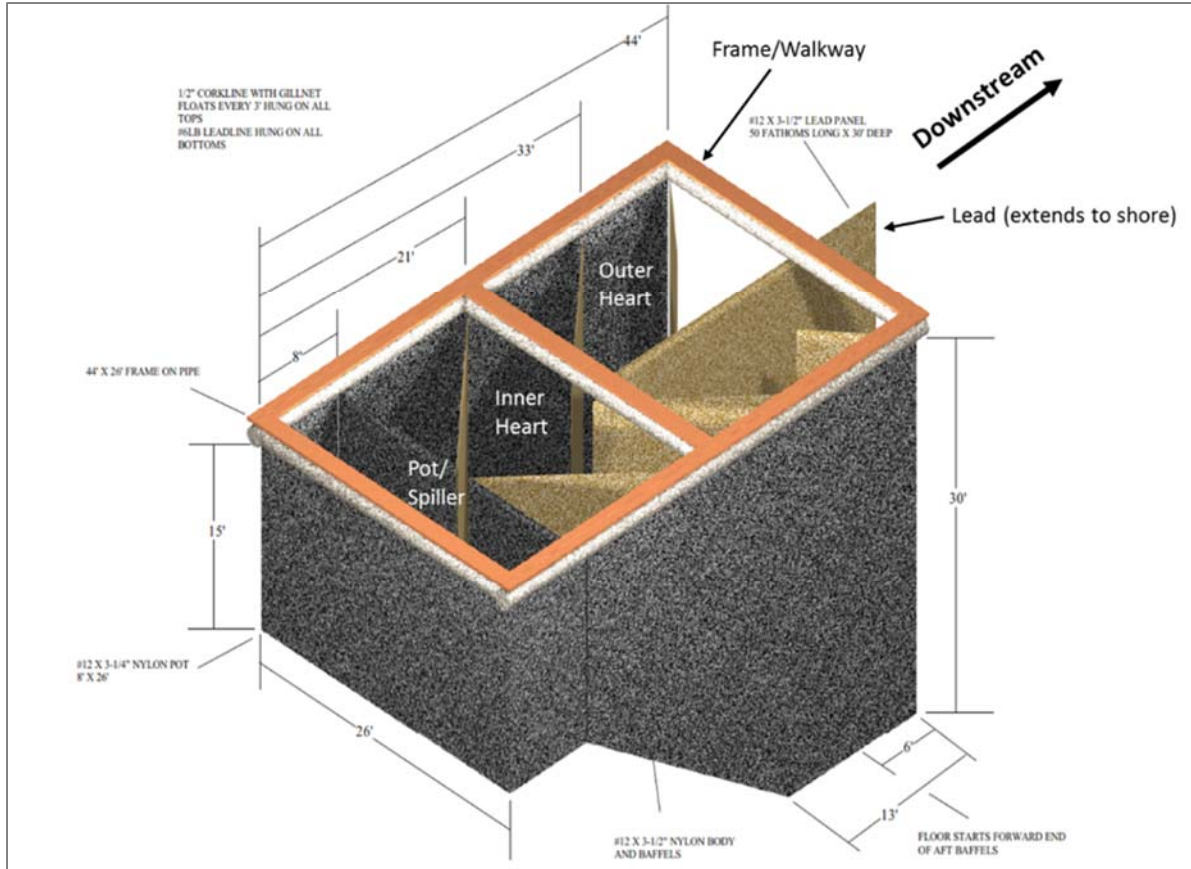 44'
Frame/Walkway
1/2" CORKLINE WITH GILLNET
FLOATS EVERY 3' HUNG ON ALL
TOPS
#6LB LEADLINE HUNG ON ALL
BOTTOMS
Downstream
#12 X 3-1/2" LEAD PANEL
50 FATHOMS LONG X 30' DEEP
33'
Lead (extends to shore)
21'
Outer
Heart
8'
44' X 26' FRAME ON PIPE
Inner
Heart
Pot/
Spiller
15'
30'
#12 X 3-1/4" NYLON POT
8' X 26'
26'
6'
13'
#12 X 3-1/2" NYLON BODY
AND BAFFELS
FLOOR STARTS FORWARD END
OF AFT BAFFELS